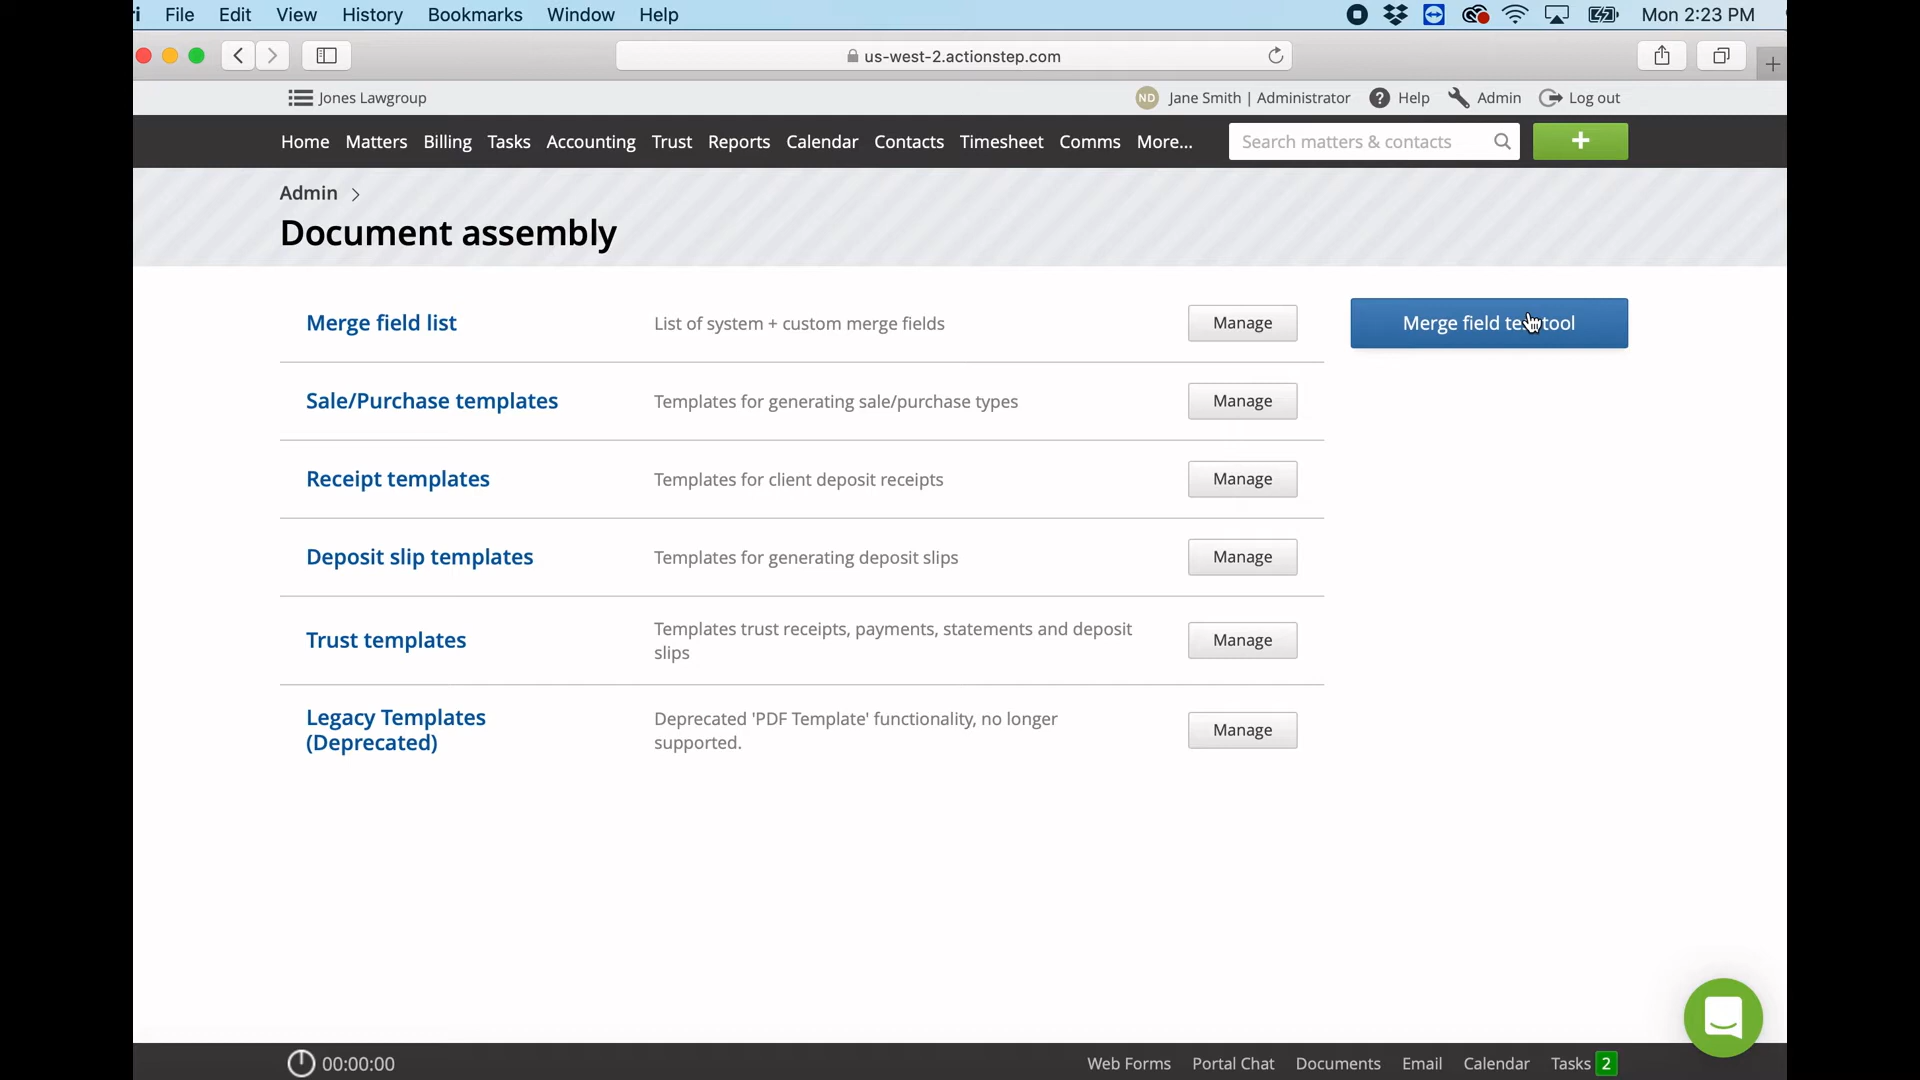 File Edit View History Bookmarks Window Help Mon 2:23 PM
us-west-2.actionstep.com
Jones Lawgroup ND Jane Smith | Administrator ? Help Admin Log out
Home Matters Billing Tasks Accounting Trust Reports Calendar Contacts Timesheet Comms More... Search matters & contacts +
Admin >
Document assembly
Merge field list List of system + custom merge fields Manage Merge field tool
Sale/Purchase templates Templates for generating sale/purchase types Manage
Receipt templates Templates for client deposit receipts Manage
Deposit slip templates Templates for generating deposit slips Manage
Trust templates Templates trust receipts, payments, statements and deposit
slips Manage
Legacy Templates
(Deprecated) Deprecated 'PDF Template' functionality, no longer
supported. Manage
00:00:00 Web Forms Portal Chat Documents Email Calendar Tasks 2